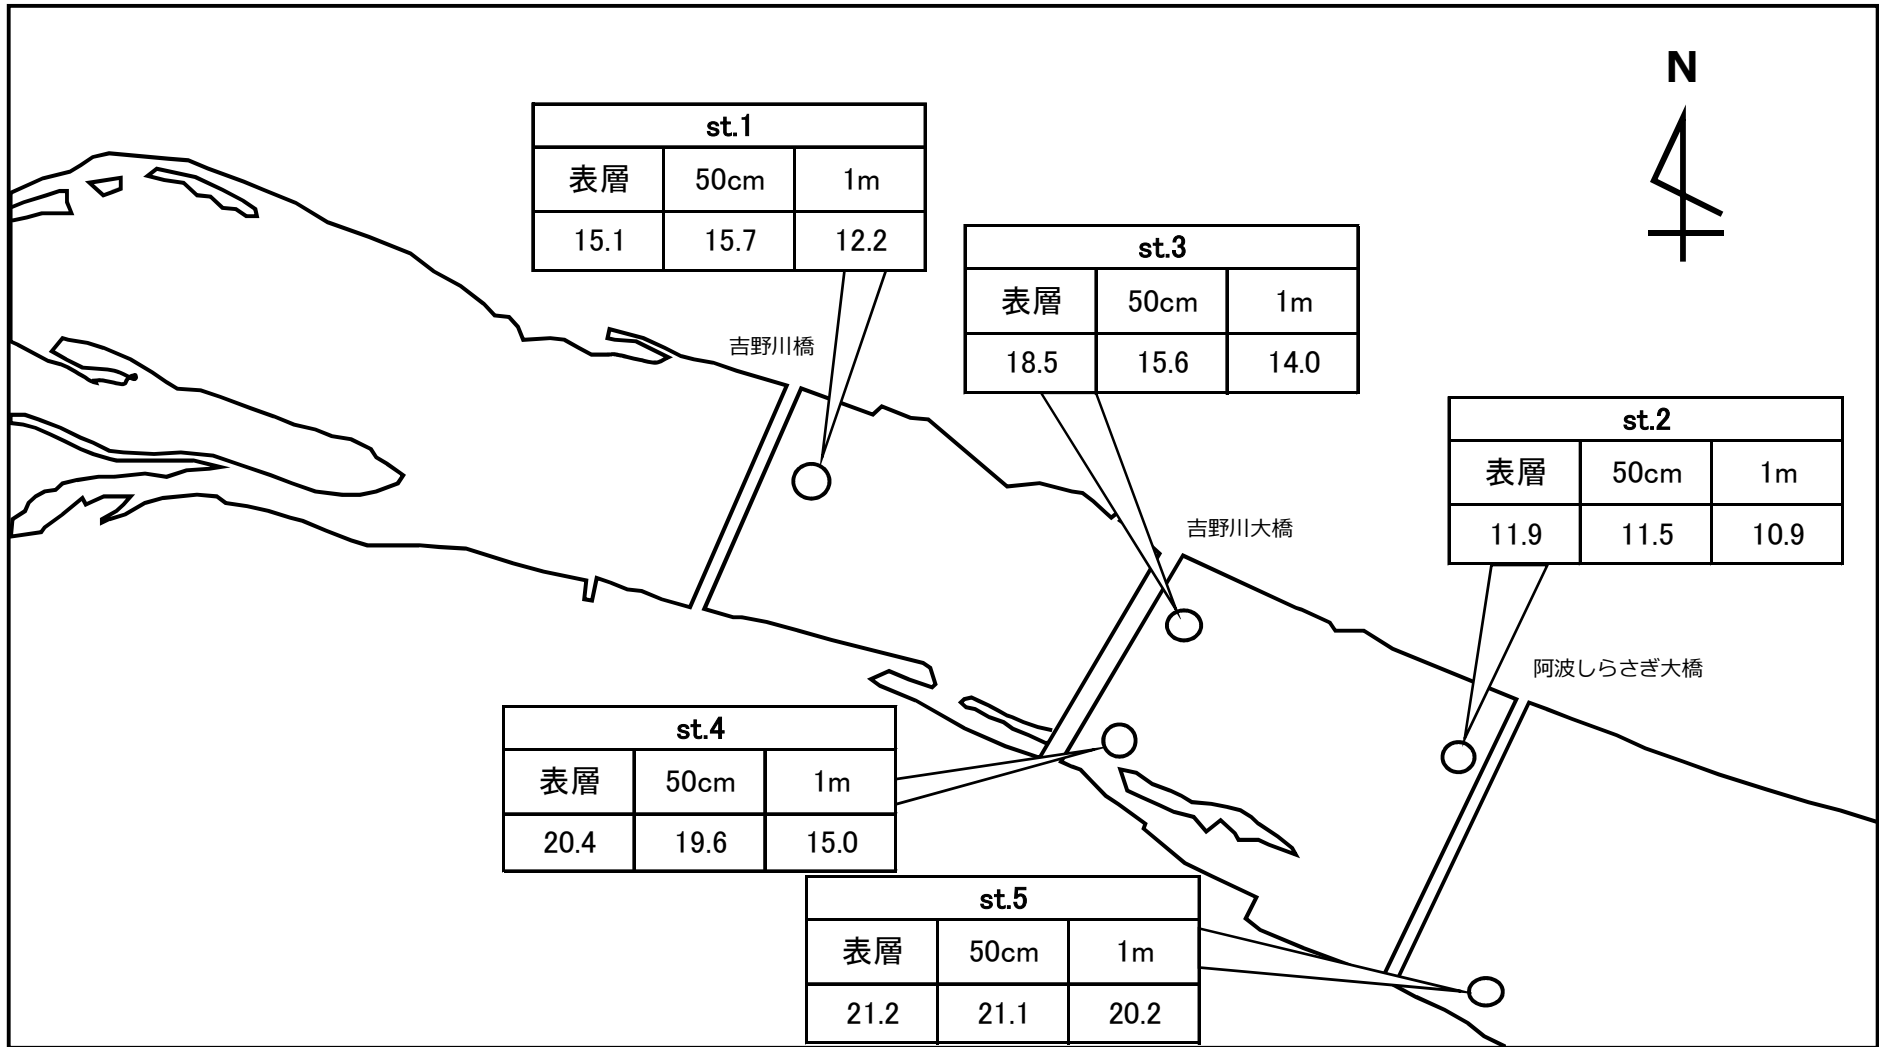 N
st.1
表層 50cm 1m
15.1 15.7 12.2
st.3
表層 50cm 1m
18.5 15.6 14.0
吉野川橋
st.2
表層 50cm 1m
11.9 11.5 10.9
吉野川大橋
阿波しらさぎ大橋
st.4
表層 50cm 1m
20.4 19.6 15.0
st.5
表層 50cm 1m
21.2 21.1 20.2